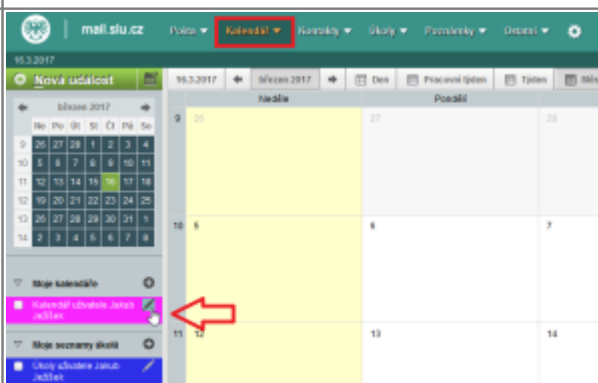 mail.slu.cz Pošta Kalendář Kontakty Úkoly Poznámky Ostatní
16.3.2017
Nová událost 16.3.2017 březen 2017 Den Pracovní týden Týden
Neděle Pondělí
březen 2017
Ne Po Út St Čt Pá So
9 26 27 28 1 2 3 4
10 5 6 7 8 9 10 11
11 12 13 14 15 16 17 18
12 19 20 21 22 23 24 25
13 26 27 28 29 30 31 1
14 2 3 4 5 6 7 8
9 26 27 28
10 5 6 7
11 12 13 14
Moje kalendáře
Kalendář uživatele Jakub
Moje seznamy úkolů
Úkoly uživatele Jakub